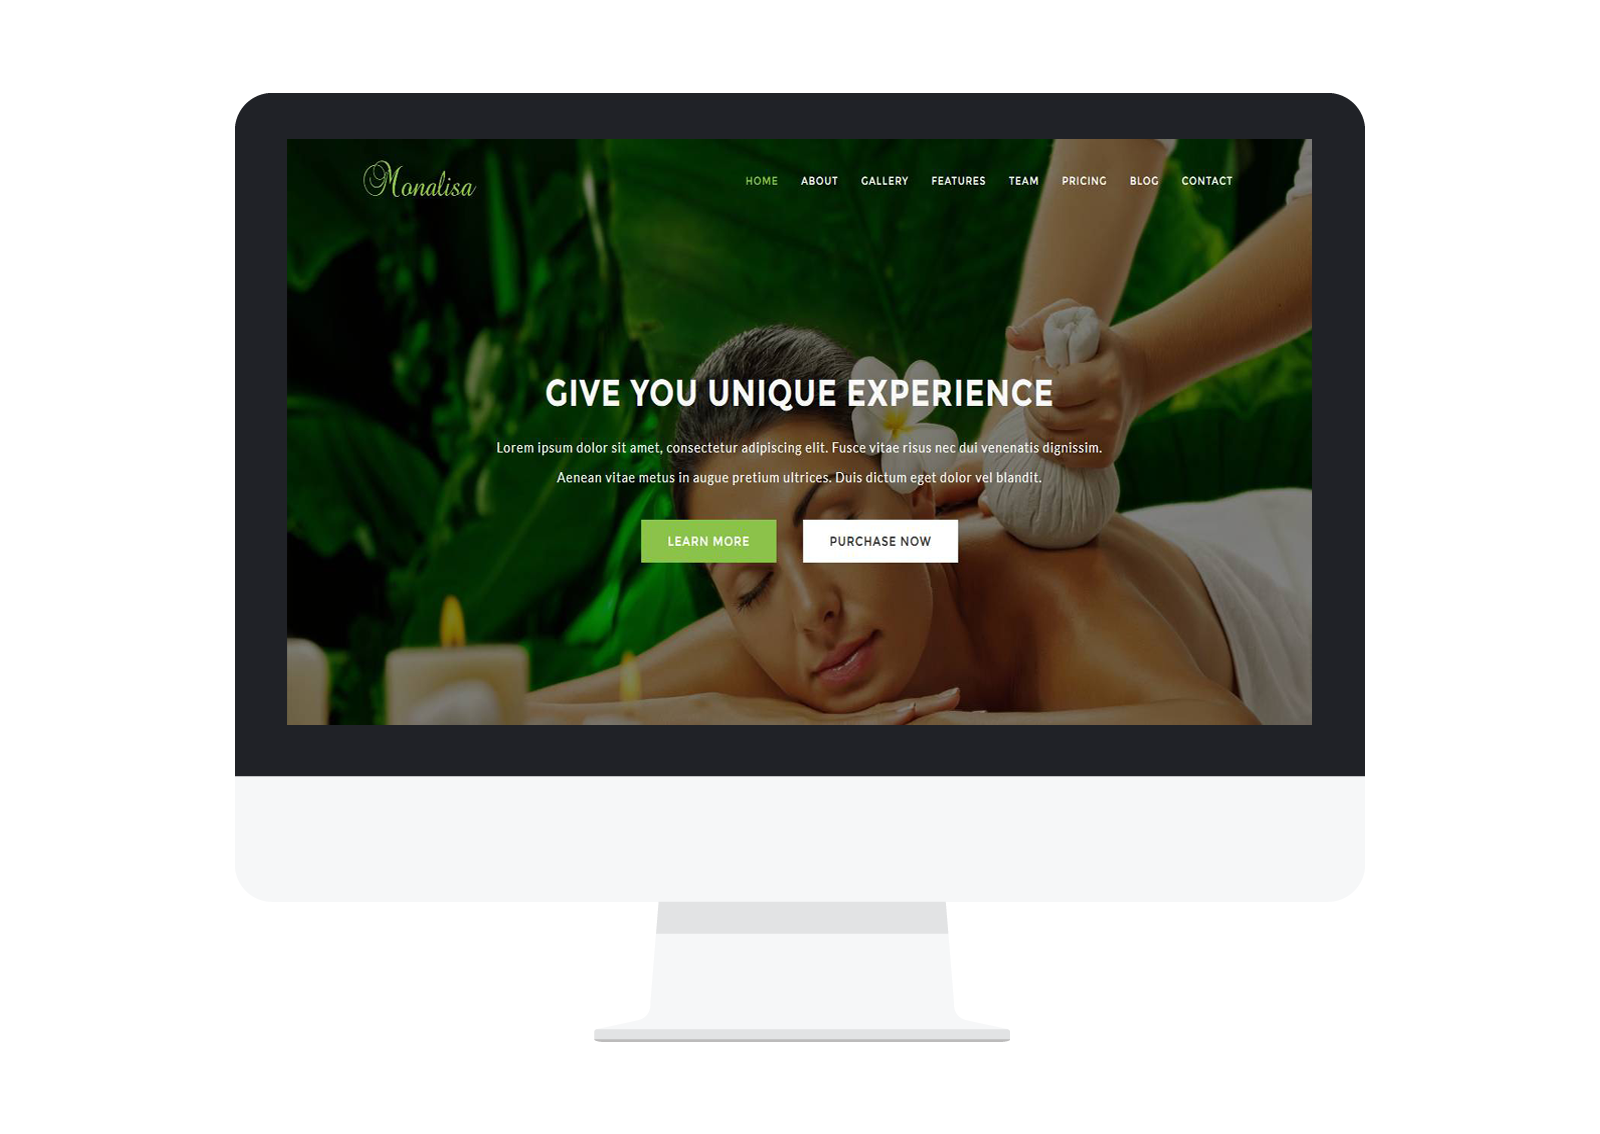 Monalisa
HOME ABOUT GALLERY FEATURES TEAM PRICING BLOG CONTACT
GIVE YOU UNIQUE EXPERIENCE
Lorem ipsum dolor sit amet, consectetur adipiscing elit. Fusce vitae risus nec dui venenatis dignissim.
Aenean vitae metus in augue pretium ultrices. Duis dictum eget dolor vel blandit.
LEARN MORE PURCHASE NOW